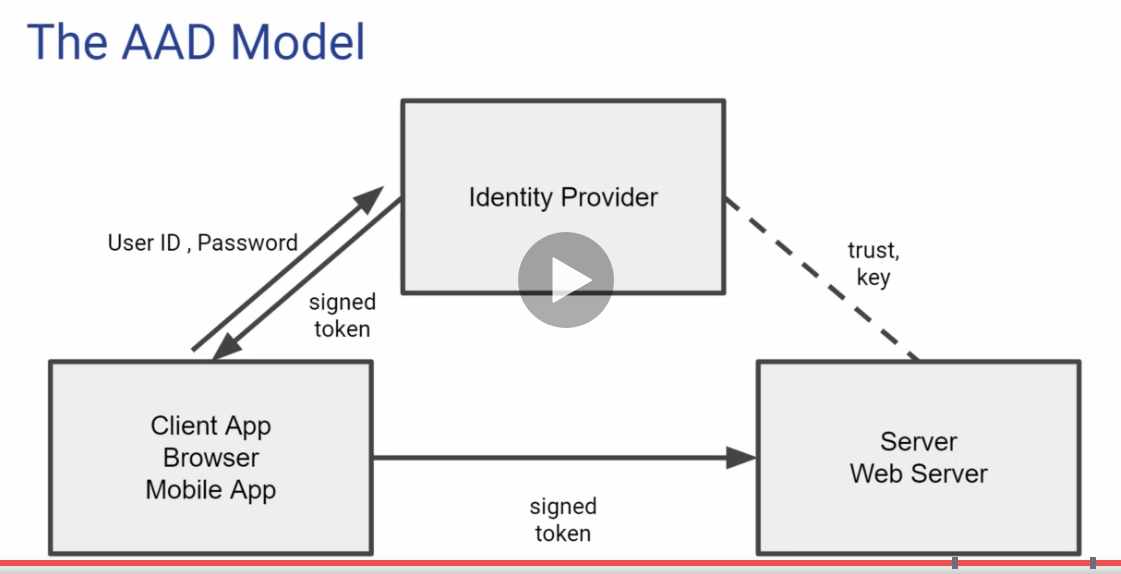 The AAD Model
Identity Provider
User ID , Password
trust,
key
signed
token
Client App
Browser
Mobile App
Server
Web Server
signed
token